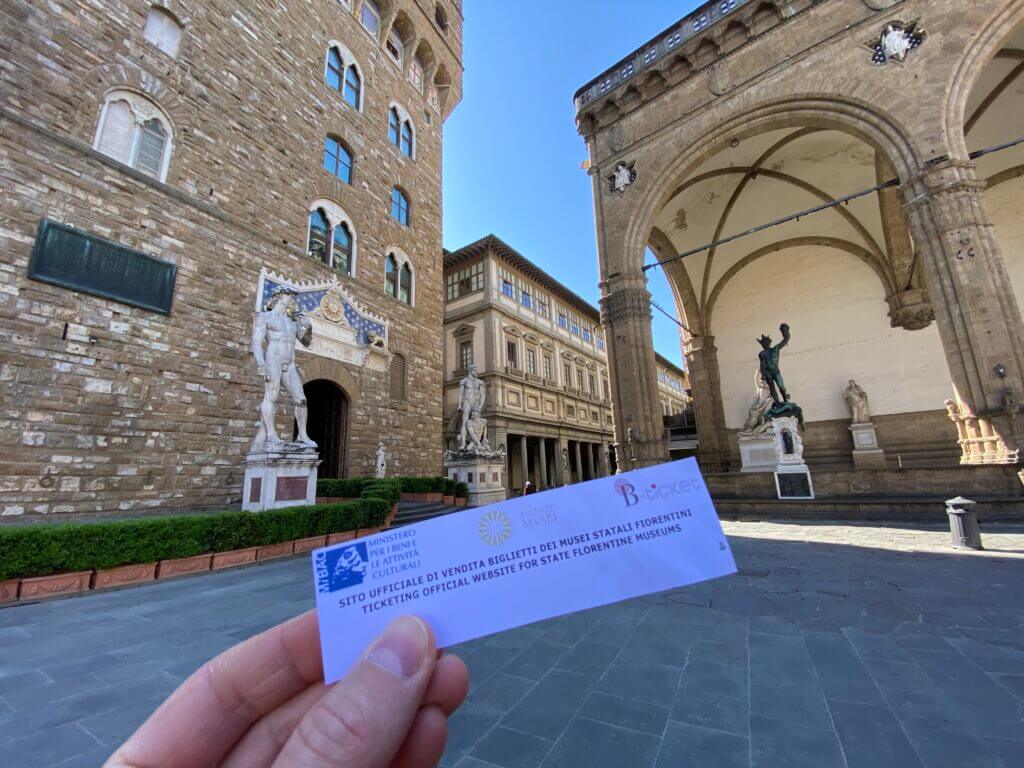 MINISTERO
PER I BENI E
LE ATTIVITÀ
CULTURALI
FIRENZE
MVSEI
B-ticket
SITO UFFICIALE DI VENDITA BIGLIETTI DEI MUSEI STATALI FIORENTINI
TICKETING OFFICIAL WEBSITE FOR STATE FLORENTINE MUSEUMS